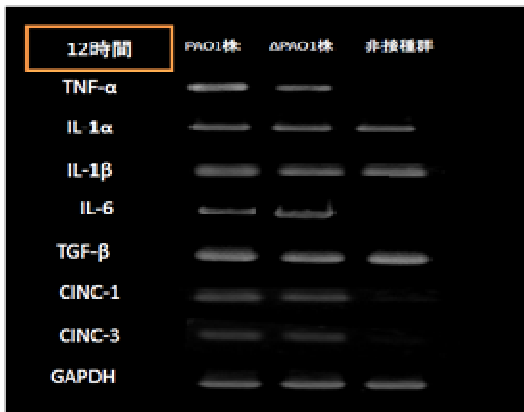 12時間 PAO1株 ΔPAO1株 非接種群
TNF-α
IL-1α
IL-1β
IL-6
TGF-β
CINC-1
CINC-3
GAPDH